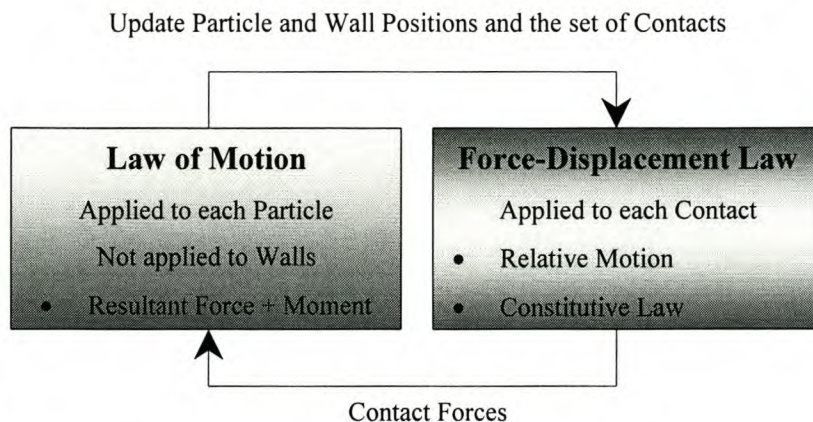 Update Particle and Wall Positions and the set of Contacts
Law of Motion
Applied to each Particle
Not applied to Walls
• Resultant Force + Moment
Force-Displacement Law
Applied to each Contact
• Relative Motion
• Constitutive Law
Contact Forces